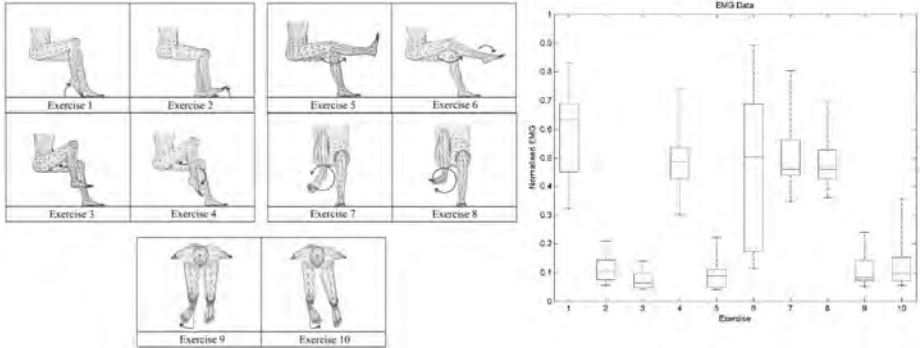 Exercise 1 Exercise 2
Exercise 3 Exercise 4
Exercise 5 Exercise 6
Exercise 7 Exercise 8
Exercise 9 Exercise 10
EMG Data
Normalised EMG
1
0.9
0.8
0.7
0.6
0.5
0.4
0.3
0.2
0.1
0
1 2 3 4 5 6 7 8 9 10
Exercise